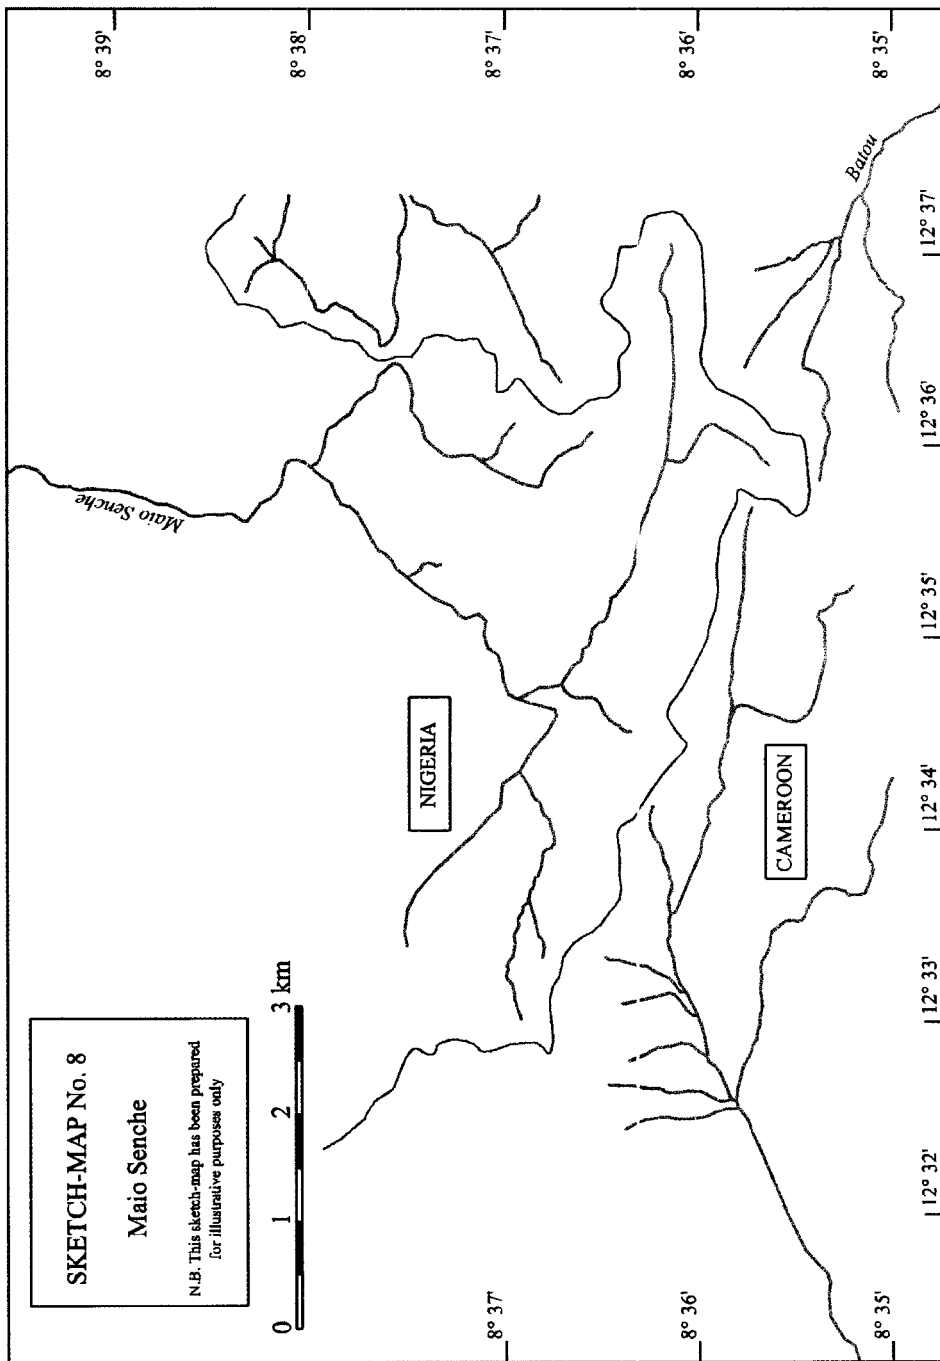 SKETCH-MAP No. 8
Maio Senche
N.B. This sketch-map has been prepared
for illustrative purposes only
0 1 2 3 km
8° 39'
8° 38'
8° 37'
8° 36'
8° 35'
Maio Senche
NIGERIA
CAMEROON
Batou
8° 37'
8° 36'
8° 35'
12° 32'
12° 33'
12° 34'
12° 35'
12° 36'
12° 37'